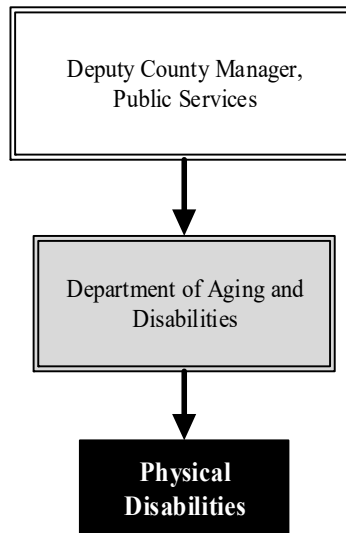 Deputy County Manager,
Public Services
Department of Aging and
Disabilities
Physical
Disabilities